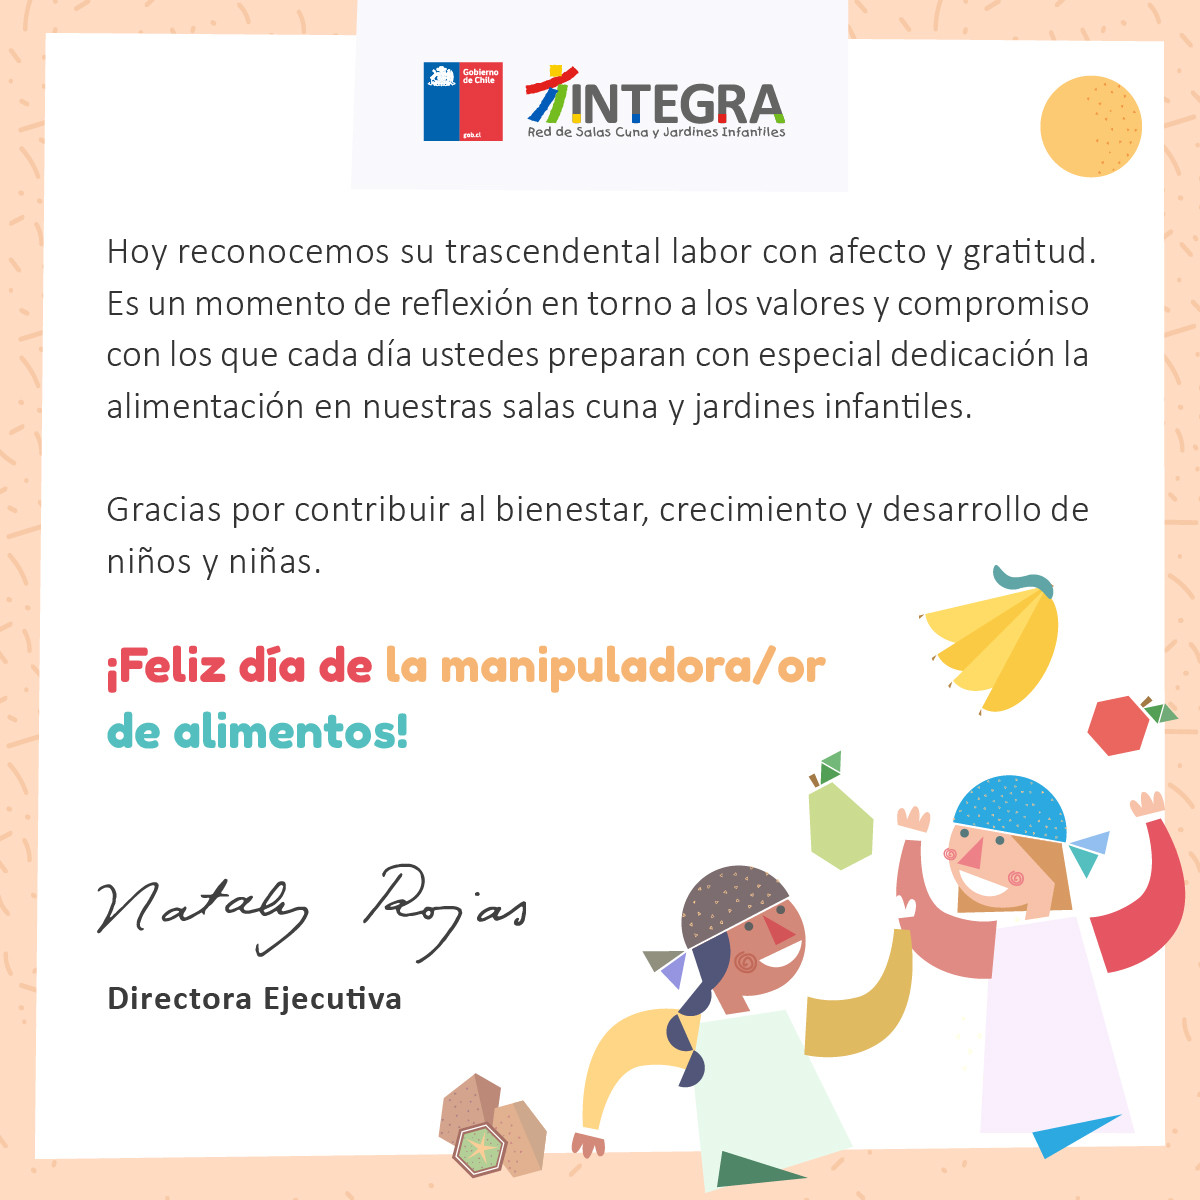 Gobierno
de Chile
gob.cl
INTEGRA
Red de Salas Cuna y Jardines Infantiles
Hoy reconocemos su trascendental labor con afecto y gratitud.
Es un momento de reflexión en torno a los valores y compromiso
con los que cada día ustedes preparan con especial dedicación la
alimentación en nuestras salas cuna y jardines infantiles.
Gracias por contribuir al bienestar, crecimiento y desarrollo de
niños y niñas.
¡Feliz día de la manipuladora/or
de alimentos!
Nataly Rojas
Directora Ejecutiva